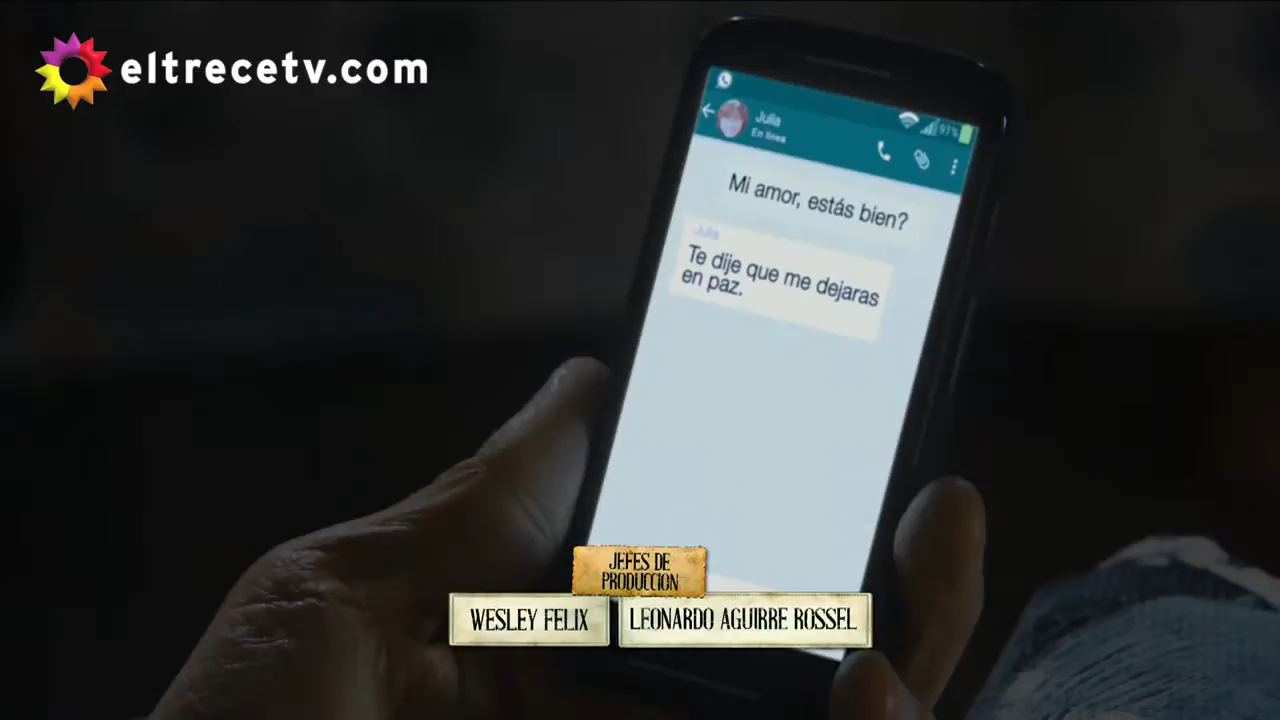 eltrecetv.com
91%
Julia
En línea
Mi amor, estás bien?
Julia
Te dije que me dejaras
en paz.
JEFES DE
PRODUCCION
WESLEY FELIX
LEONARDO AGUIRRE ROSSEL